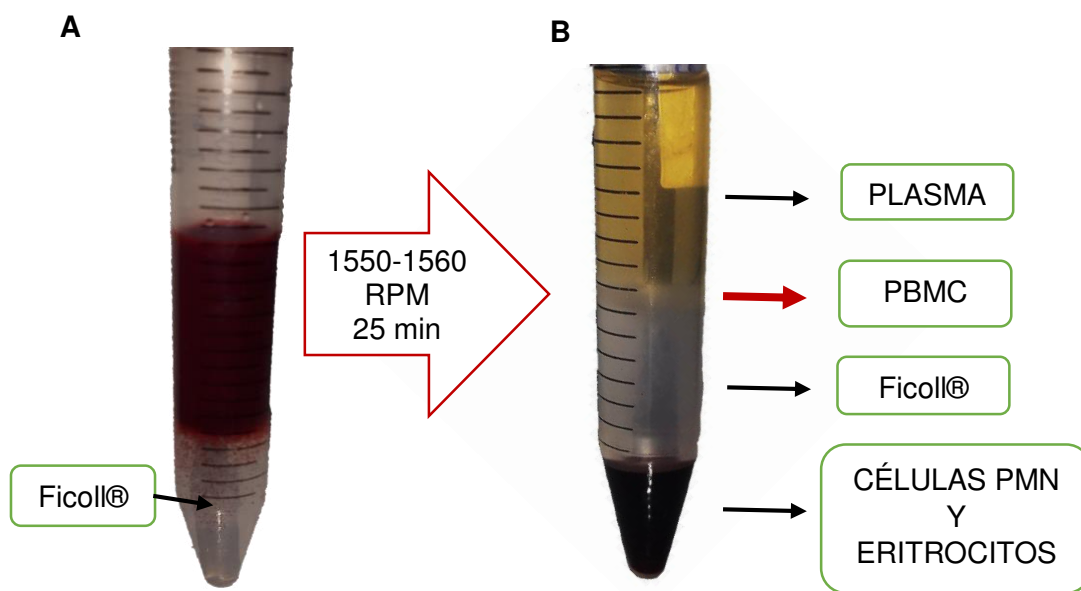 A
B
1550-1560
RPM
25 min
PLASMA
PBMC
Ficoll®
Ficoll®
CÉLULAS PMN
Y
ERITROCITOS